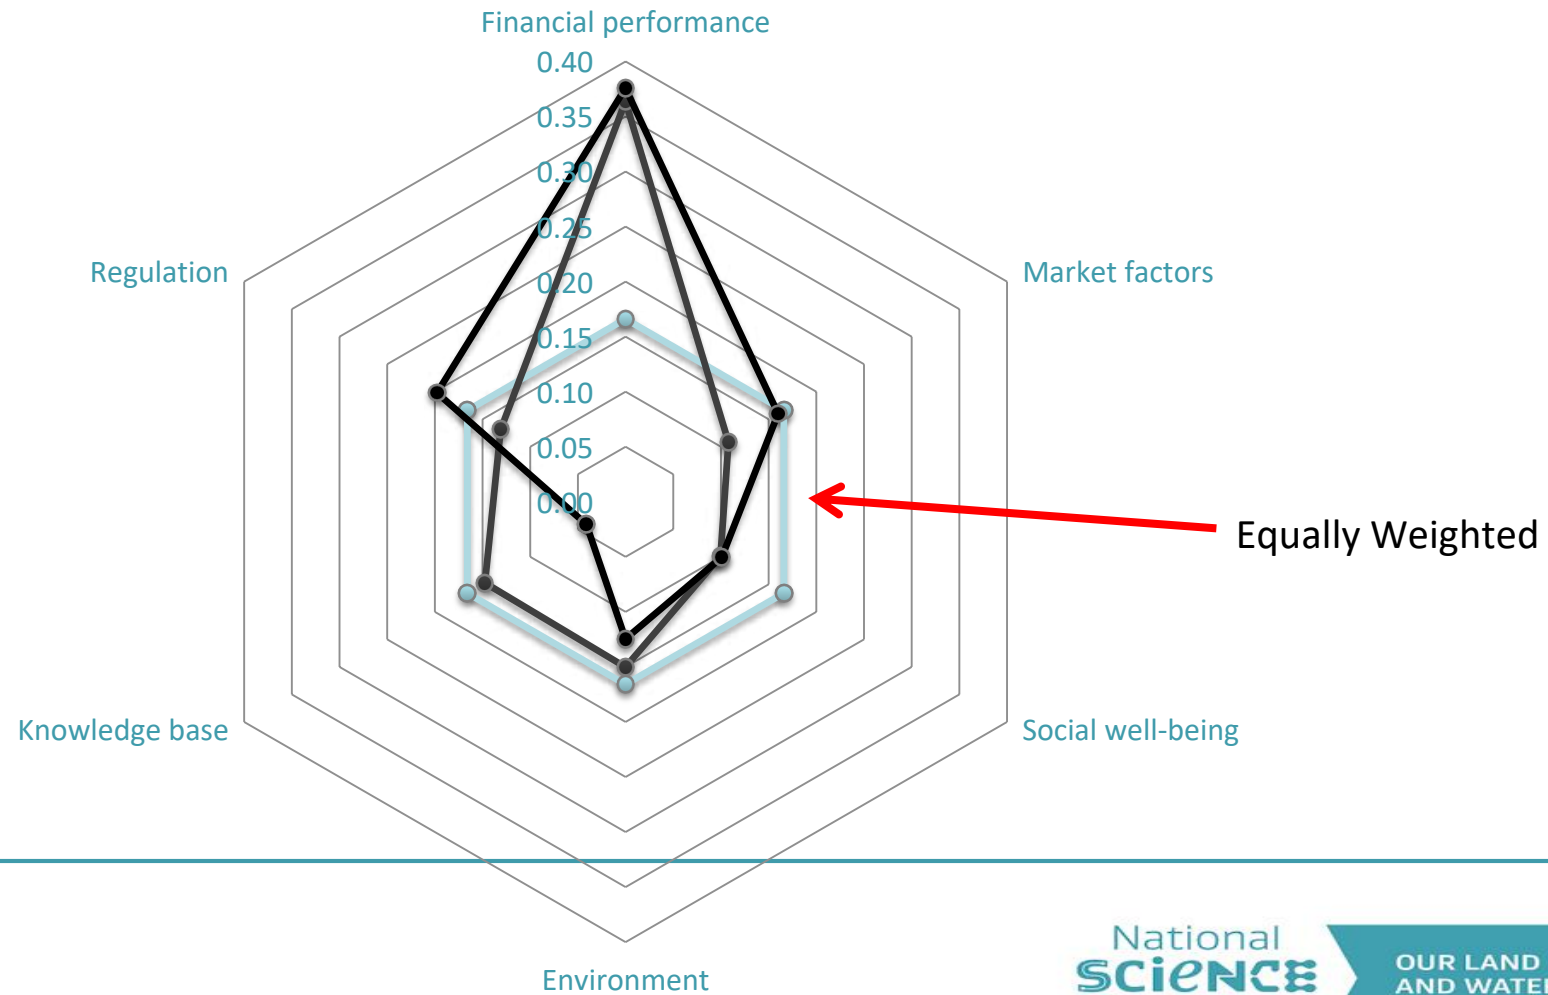 Financial performance
0.40
0.35
0.30
0.25
0.20
0.15
0.10
0.05
0.00
Regulation
Market factors
Equally Weighted
Knowledge base
Social well-being
Environment
National
SCIENCE
OUR LAND
AND WATER